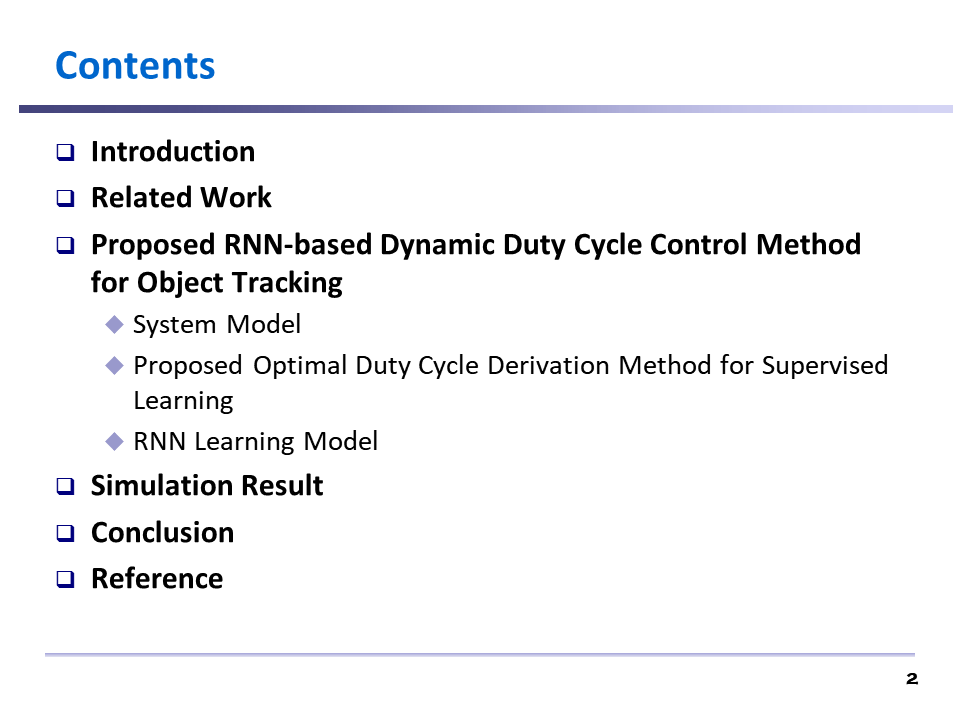 Contents
Introduction
Related Work
Proposed RNN-based Dynamic Duty Cycle Control Method
for Object Tracking
System Model
Proposed Optimal Duty Cycle Derivation Method for Supervised
Learning
RNN Learning Model
Simulation Result
Conclusion
Reference
2